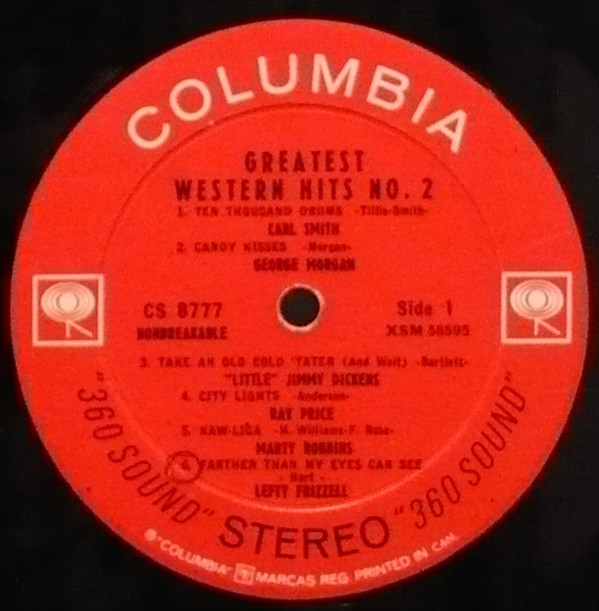 COLUMBIA
GREATEST
WESTERN HITS NO. 2
1. TEN THOUSAND DRUMS -Tillis-Smith-
CARL SMITH
2. CANDY KISSES -Morgan-
GEORGE MORGAN
CS 8777
Side 1
NONBREAKABLE
XSM 58595
3. TAKE AN OLD COLD 'TATER (And Wait) -Bartlett-
"LITTLE" JIMMY DICKENS
4. CITY LIGHTS -Anderson-
RAY PRICE
5. KAW-LIGA -H. Williams-F. Rose-
MARTY ROBBINS
6. FARTHER THAN MY EYES CAN SEE
- Hart -
LEFTY FRIZZELL
"360 SOUND" STEREO "360 SOUND"
® "COLUMBIA" MARCAS REG. PRINTED IN CAN.